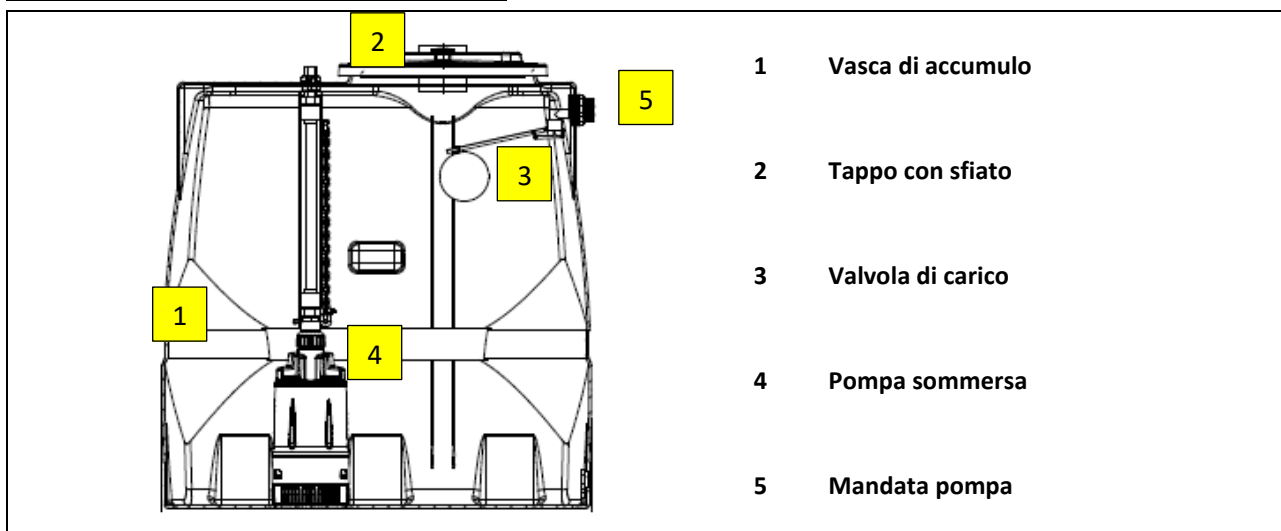 2
5
3
1
4
1 Vasca di accumulo
2 Tappo con sfiato
3 Valvola di carico
4 Pompa sommersa
5 Mandata pompa